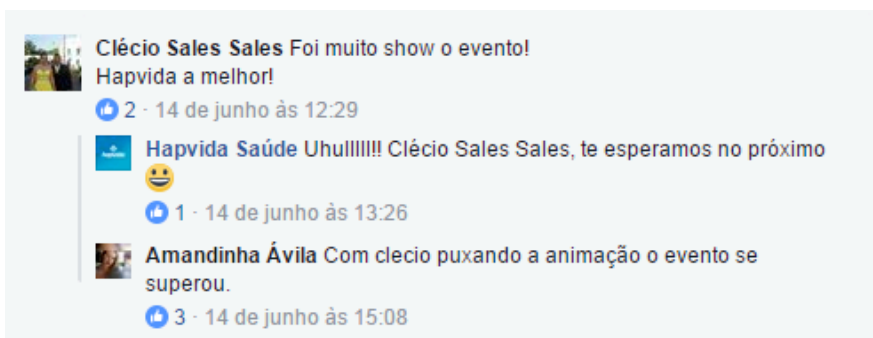 Clécio Sales Sales Foi muito show o evento!
Hapvida a melhor!
2 · 14 de junho às 12:29
Hapvida Saúde Uhulllll!! Clécio Sales Sales, te esperamos no próximo
1 · 14 de junho às 13:26
Amandinha Ávila Com clecio puxando a animação o evento se
superou.
3 · 14 de junho às 15:08